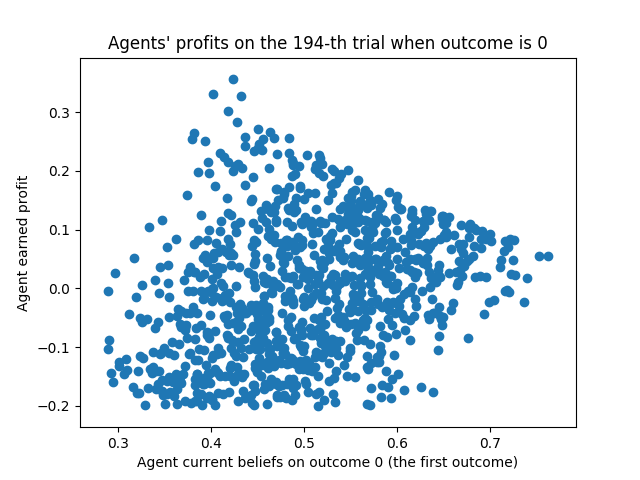 Agents' profits on the 194-th trial when outcome is 0
Agent earned profit
0.3
0.2
0.1
0.0
−0.1
−0.2
0.3 0.4 0.5 0.6 0.7
Agent current beliefs on outcome 0 (the first outcome)